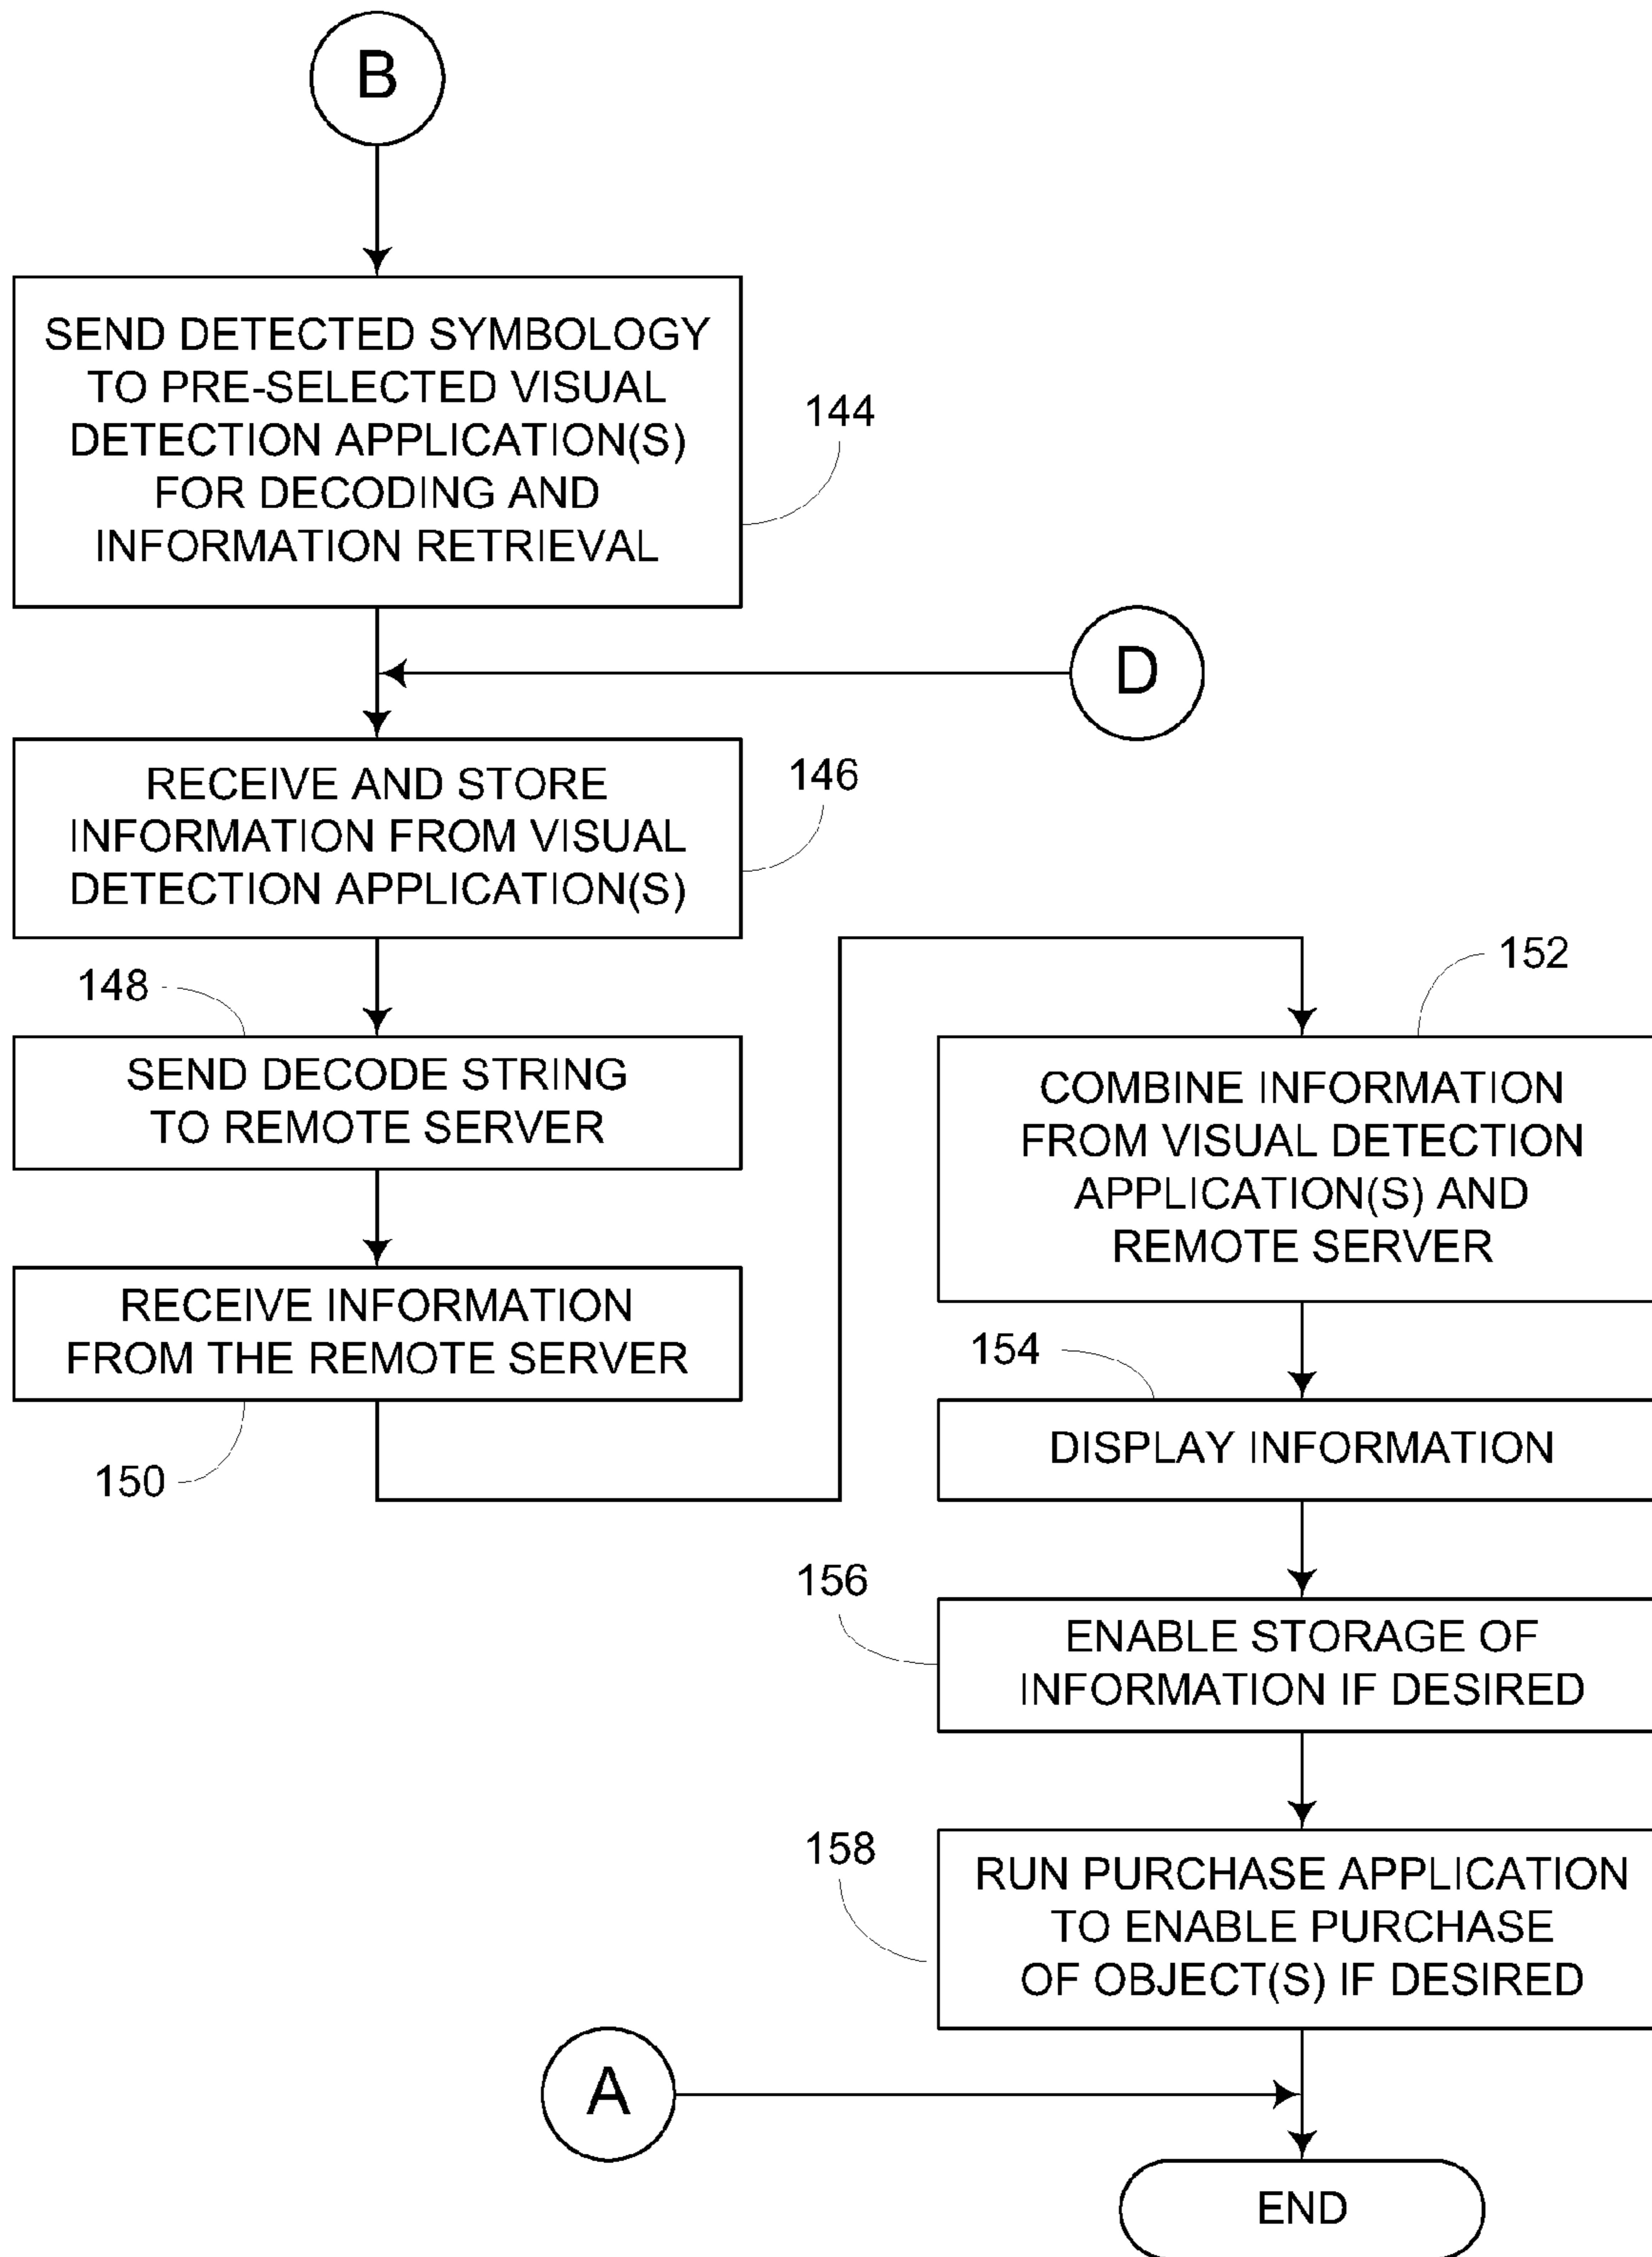 B
SEND DETECTED SYMBOLOGY
TO PRE-SELECTED VISUAL
DETECTION APPLICATION(S)
FOR DECODING AND
INFORMATION RETRIEVAL
144
D
RECEIVE AND STORE
INFORMATION FROM VISUAL
DETECTION APPLICATION(S)
146
148
SEND DECODE STRING
TO REMOTE SERVER
RECEIVE INFORMATION
FROM THE REMOTE SERVER
150
152
COMBINE INFORMATION
FROM VISUAL DETECTION
APPLICATION(S) AND
REMOTE SERVER
154
DISPLAY INFORMATION
156
ENABLE STORAGE OF
INFORMATION IF DESIRED
158
RUN PURCHASE APPLICATION
TO ENABLE PURCHASE
OF OBJECT(S) IF DESIRED
A
END